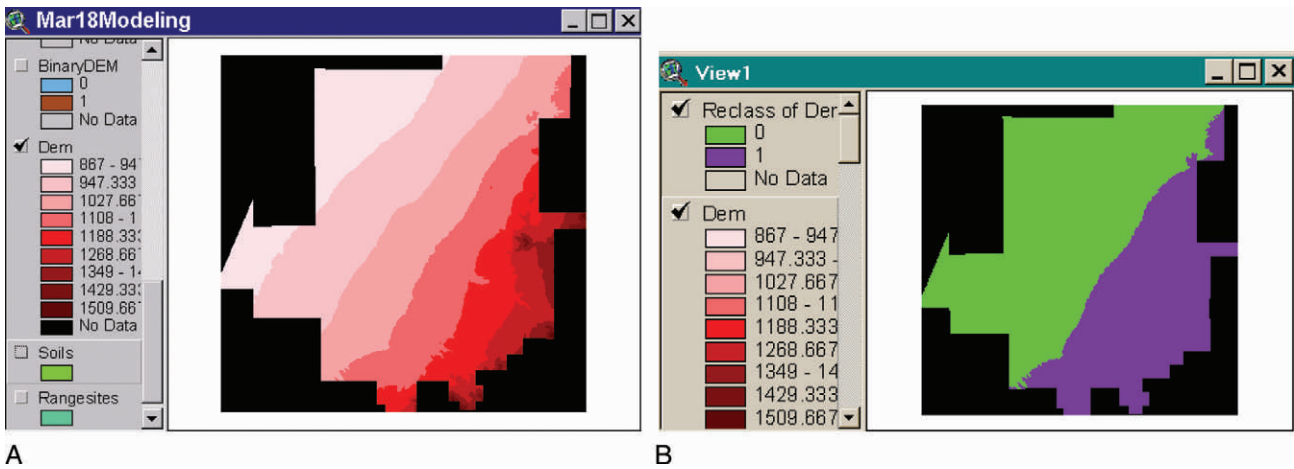 Mar18Modeling
No Data
BinaryDEM
0
1
No Data
Dem
867 - 94
947.333
1027.667
1108 - 1
1188.333
1268.667
1349 - 14
1429.333
1509.667
No Data
Soils
Rangesites
A
View1
Reclass of Der
0
1
No Data
Dem
867 - 947
947.333 -
1027.667
1108 - 11
1188.333
1268.667
1349 - 14
1429.333
1509.667
B